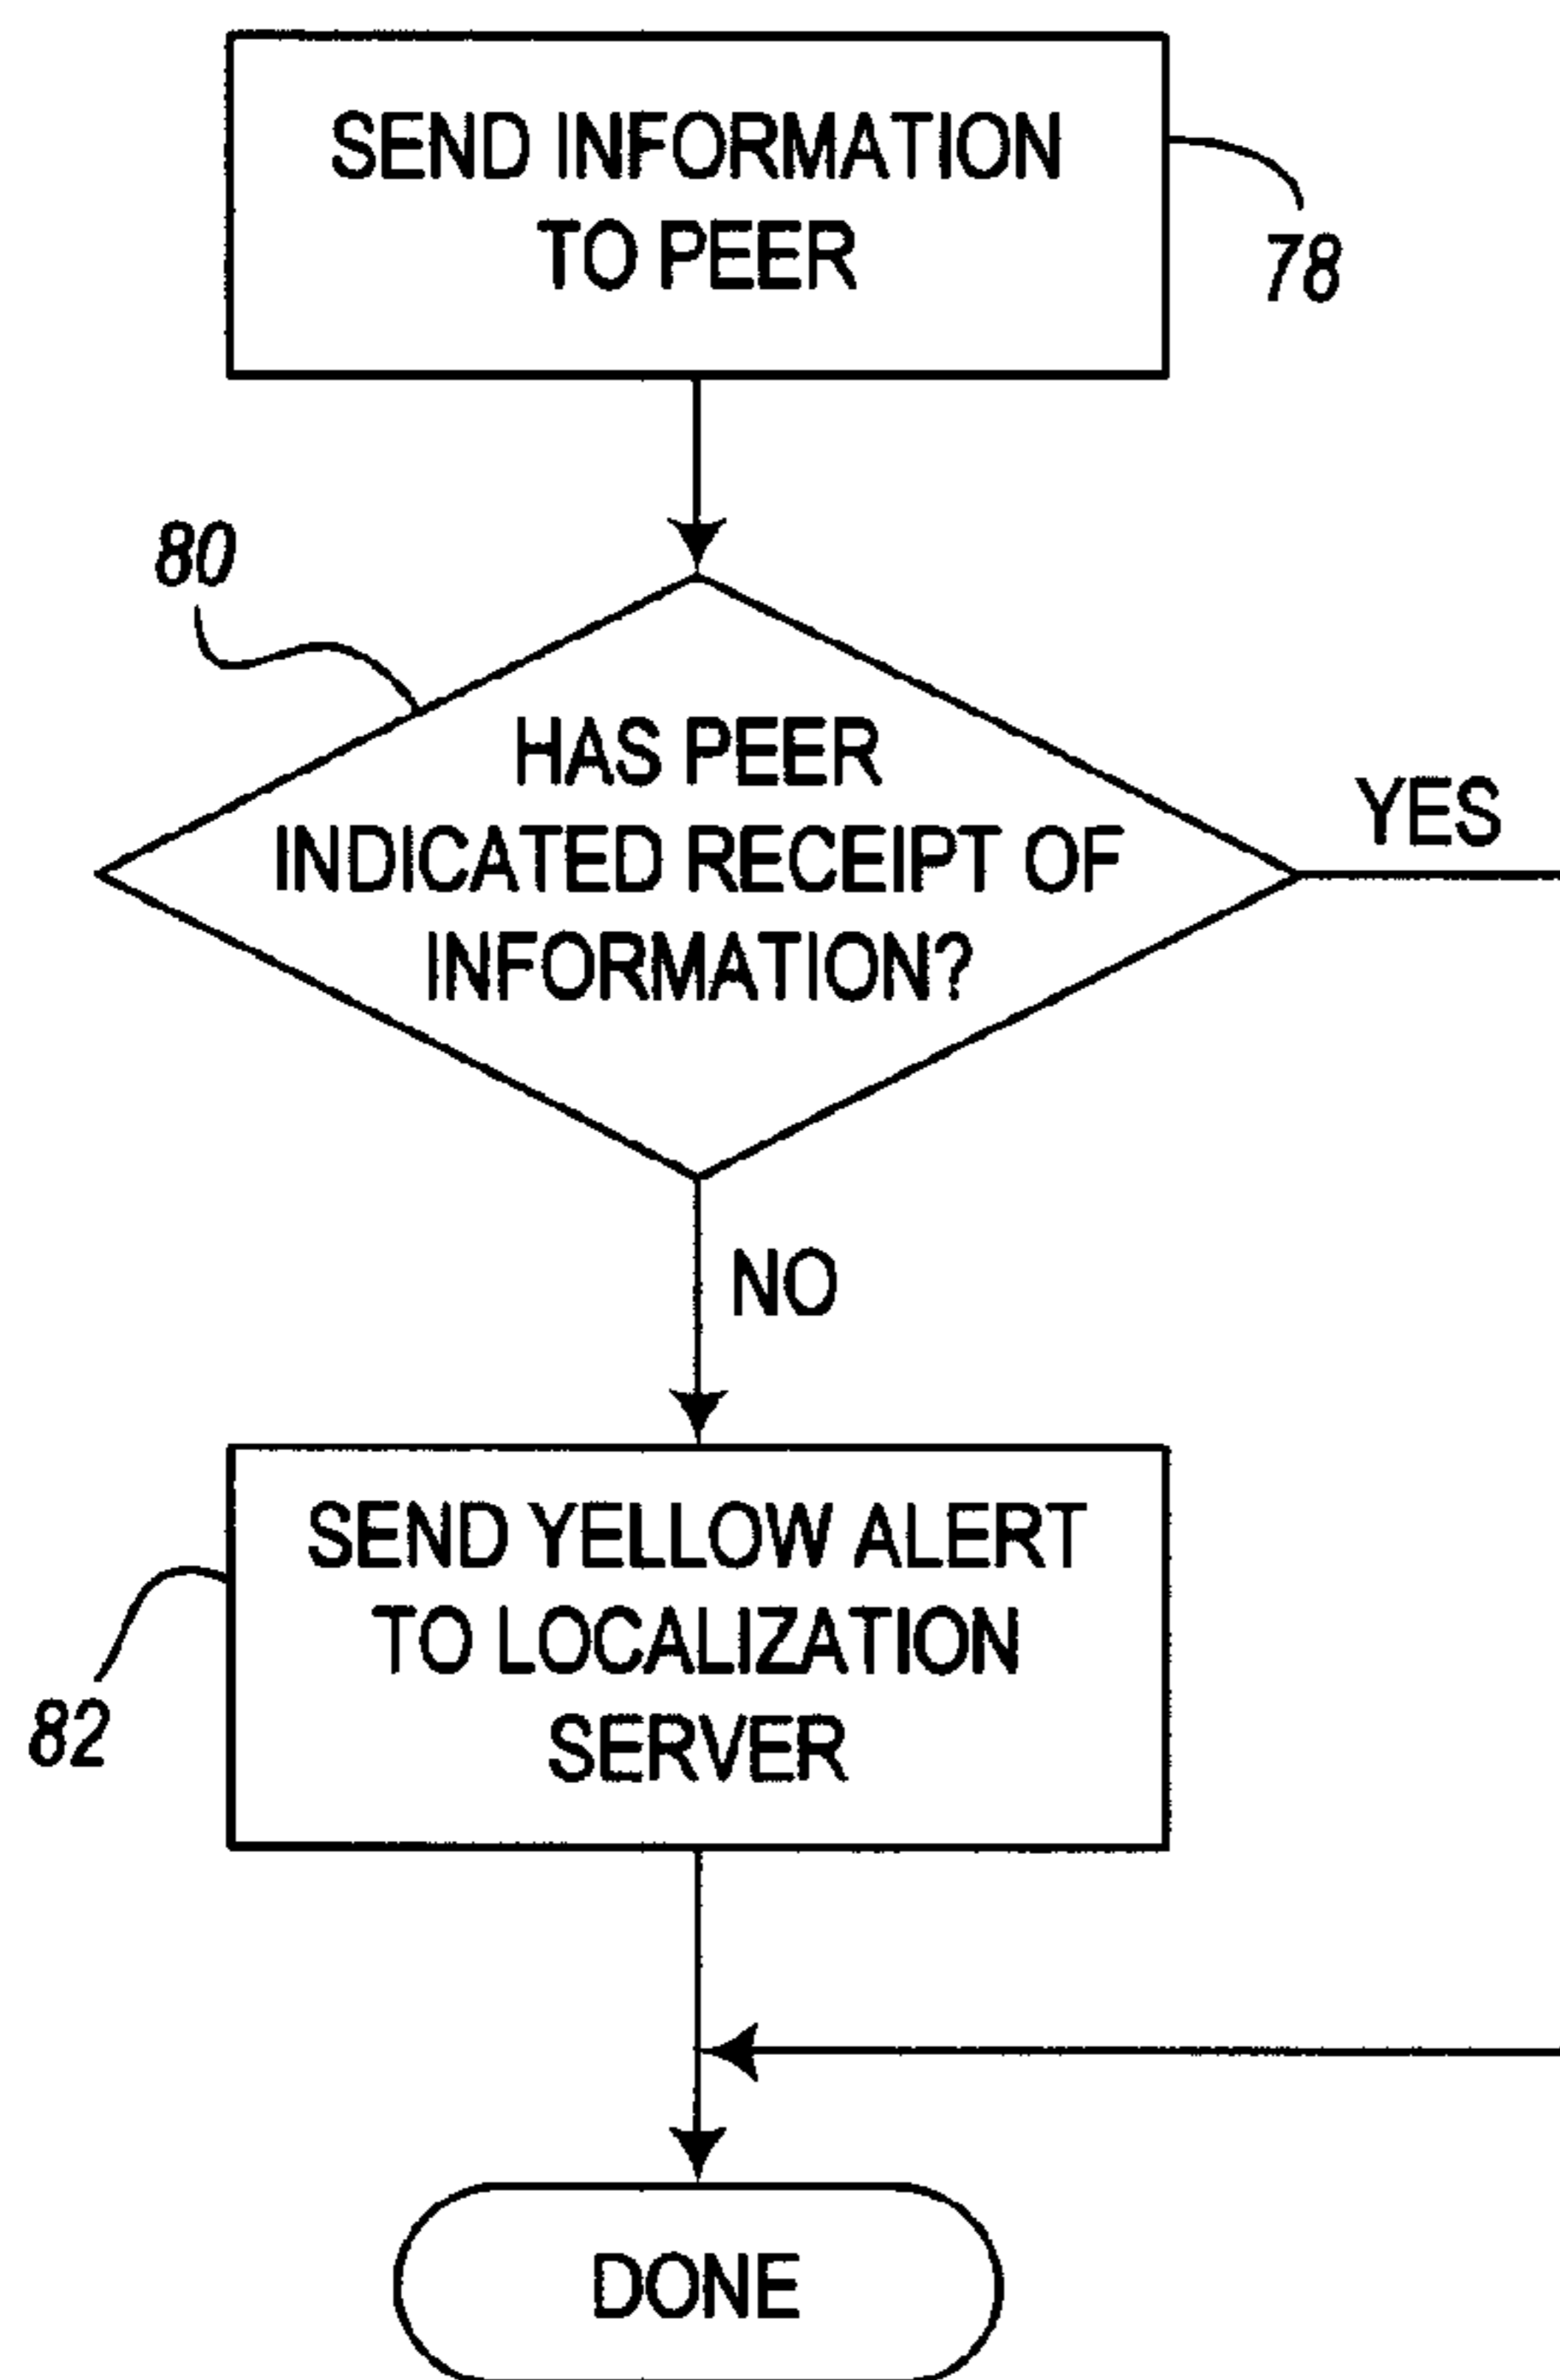 SEND INFORMATION
TO PEER
78
80
HAS PEER
INDICATED RECEIPT OF
INFORMATION?
YES
NO
SEND YELLOW ALERT
TO LOCALIZATION
SERVER
82
DONE